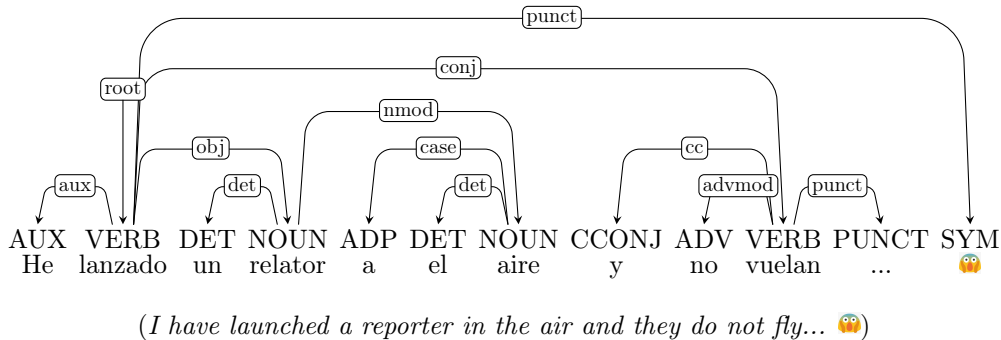 punct
conj
root
nmod
obj case cc
aux det det advmod punct
AUX VERB DET NOUN ADP DET NOUN CCONJ ADV VERB PUNCT SYM
He lanzado un relator a el aire y no vuelan ... 😱
(I have launched a reporter in the air and they do not fly... 😱)